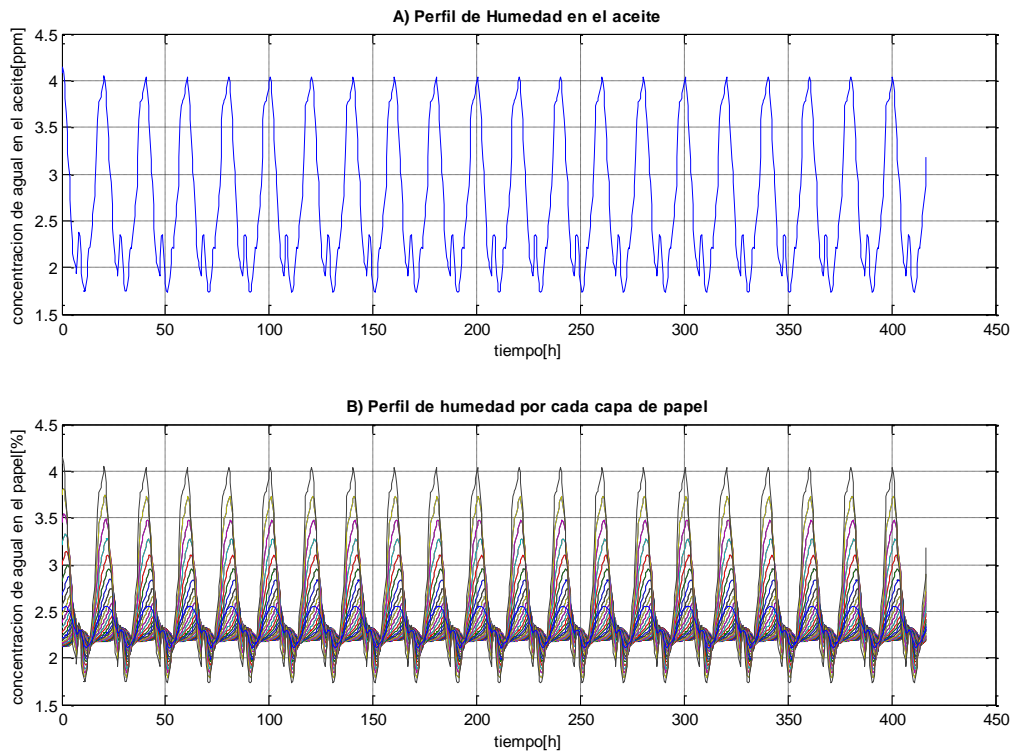 A) Perfil de Humedad en el aceite
concentracion de agual en el aceite[ppm]
4.5
4
3.5
3
2.5
2
1.5
0 50 100 150 200 250 300 350 400 450
tiempo[h]
B) Perfil de humedad por cada capa de papel
concentracion de agual en el papel[%]
4.5
4
3.5
3
2.5
2
1.5
0 50 100 150 200 250 300 350 400 450
tiempo[h]